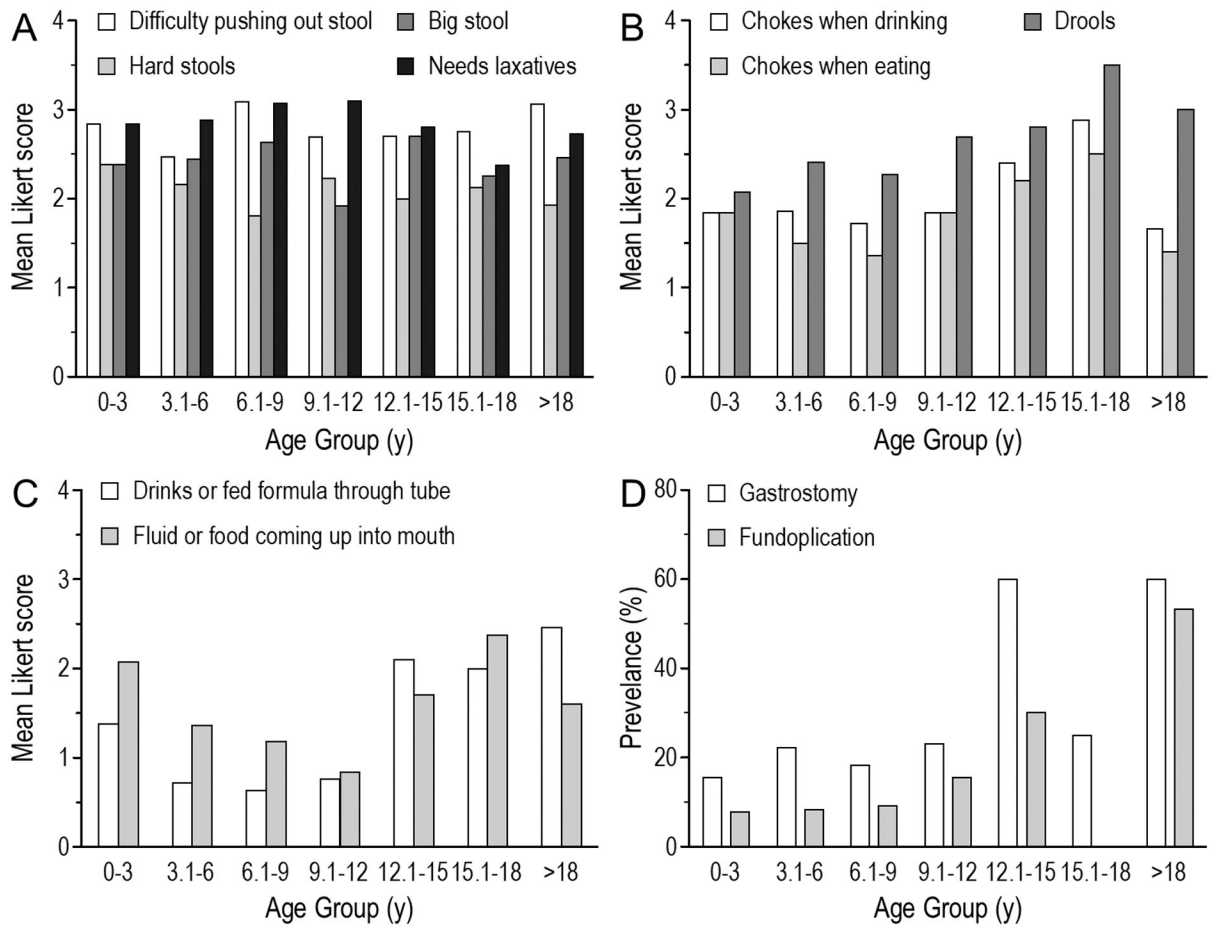 A
Difficulty pushing out stool
Big stool
Hard stools
Needs laxatives
Mean Likert score
4
3
2
1
0
0-3 3.1-6 6.1-9 9.1-12 12.1-15 15.1-18 >18
Age Group (y)
B
Chokes when drinking
Drools
Chokes when eating
Mean Likert score
4
3
2
1
0
0-3 3.1-6 6.1-9 9.1-12 12.1-15 15.1-18 >18
Age Group (y)
C
Drinks or fed formula through tube
Fluid or food coming up into mouth
Mean Likert score
4
3
2
1
0
0-3 3.1-6 6.1-9 9.1-12 12.1-15 15.1-18 >18
Age Group (y)
D
Gastrostomy
Fundoplication
Prevelance (%)
80
60
40
20
0
0-3 3.1-6 6.1-9 9.1-12 12.1-15 15.1-18 >18
Age Group (y)